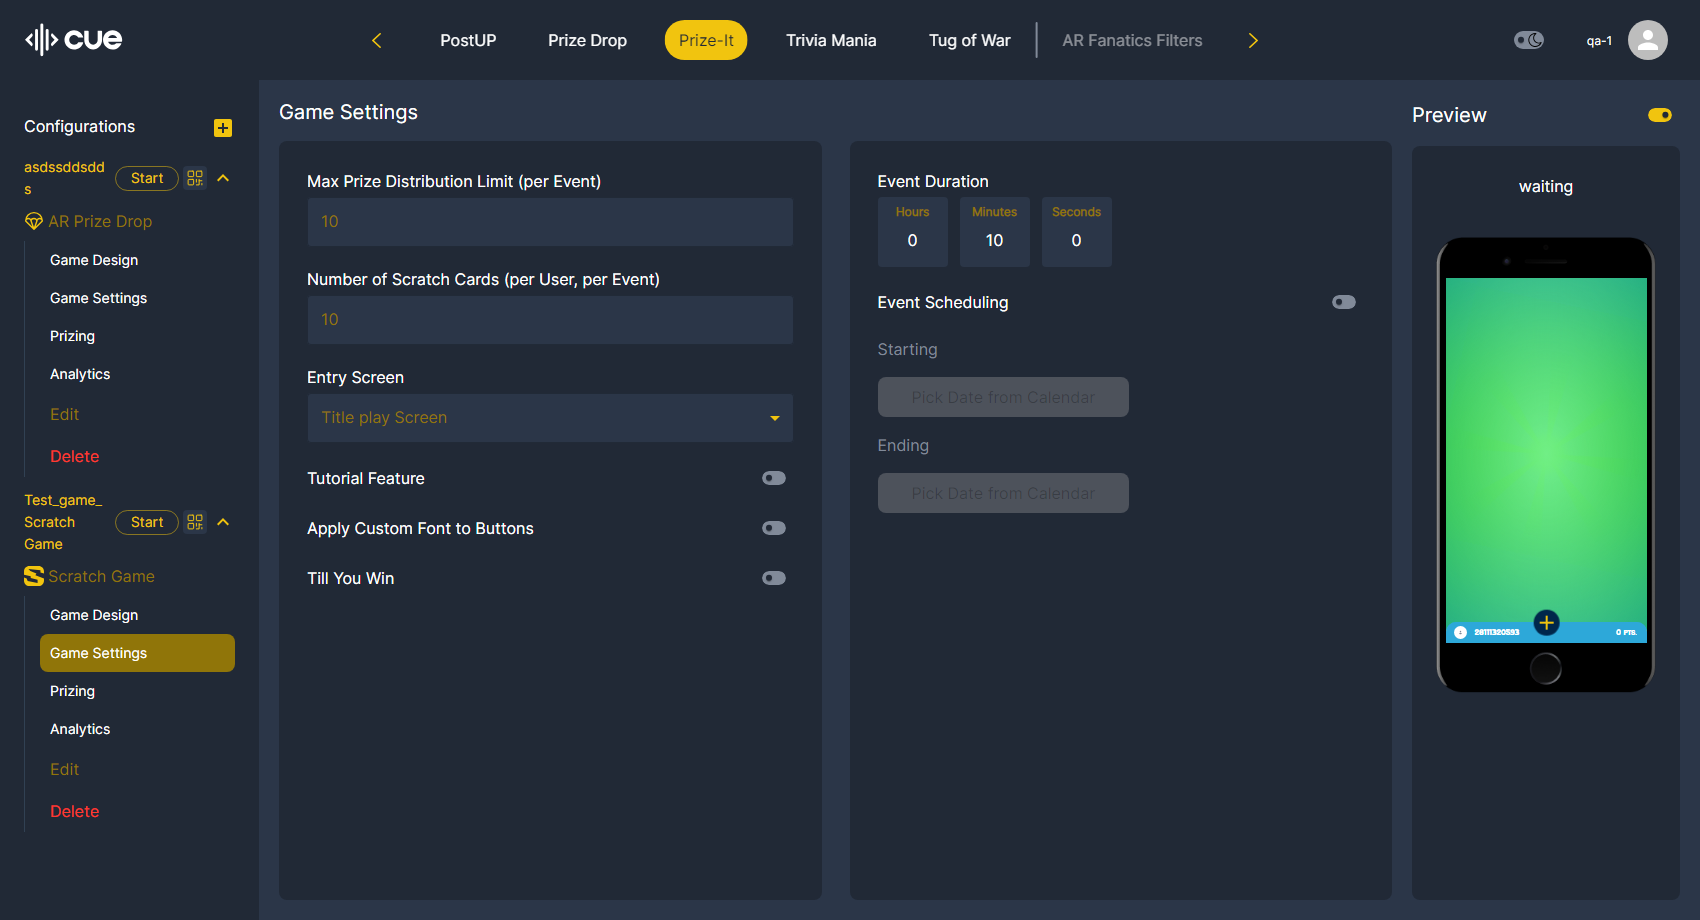 cue
PostUP
Prize Drop
Prize-It
Trivia Mania
Tug of War
AR Fanatics Filters
qa-1
Configurations
asdssddsdd
s
Start
AR Prize Drop
Game Design
Game Settings
Prizing
Analytics
Edit
Delete
Test_game_
Scratch
Game
Start
Scratch Game
Game Design
Game Settings
Prizing
Analytics
Edit
Delete
Game Settings
Max Prize Distribution Limit (per Event)
10
Number of Scratch Cards (per User, per Event)
10
Entry Screen
Title play Screen
Tutorial Feature
Apply Custom Font to Buttons
Till You Win
Event Duration
Hours
0
Minutes
10
Seconds
0
Event Scheduling
Starting
Pick Date from Calendar
Ending
Pick Date from Calendar
Preview
waiting
0 PTS.